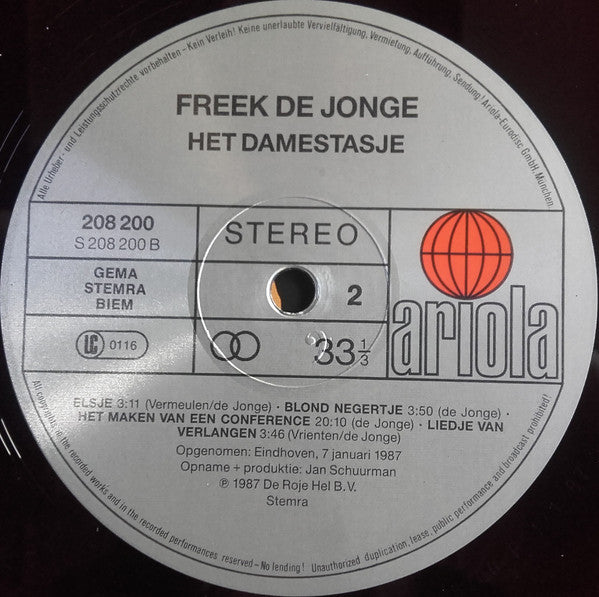 Alle Urheber- und Leistungsschutzrechte vorbehalten - Kein Verleih! Keine unerlaubte Vervielfältigung, Vermietung, Aufführung, Sendung! Ariola-Eurodisc GmbH, München.
FREEK DE JONGE
HET DAMESTASJE
208 200
S 208 200 B
STEREO
GEMA
STEMRA
BIEM
2
ariola
LC 0116
33 1/3
ELSJE 3:11 (Vermeulen/de Jonge) · BLOND NEGERTJE 3:50 (de Jonge) ·
HET MAKEN VAN EEN CONFERENCE 20:10 (de Jonge) · LIEDJE VAN
VERLANGEN 3:46 (Vrienten/de Jonge)
Opgenomen: Eindhoven, 7 januari 1987
Opname + produktie: Jan Schuurman
℗ 1987 De Roje Hel B.V.
Stemra
All copyrights of the recorded works and in the recorded performances reserved - No lending! Unauthorized duplication, lease, public performance and broadcast prohibited!